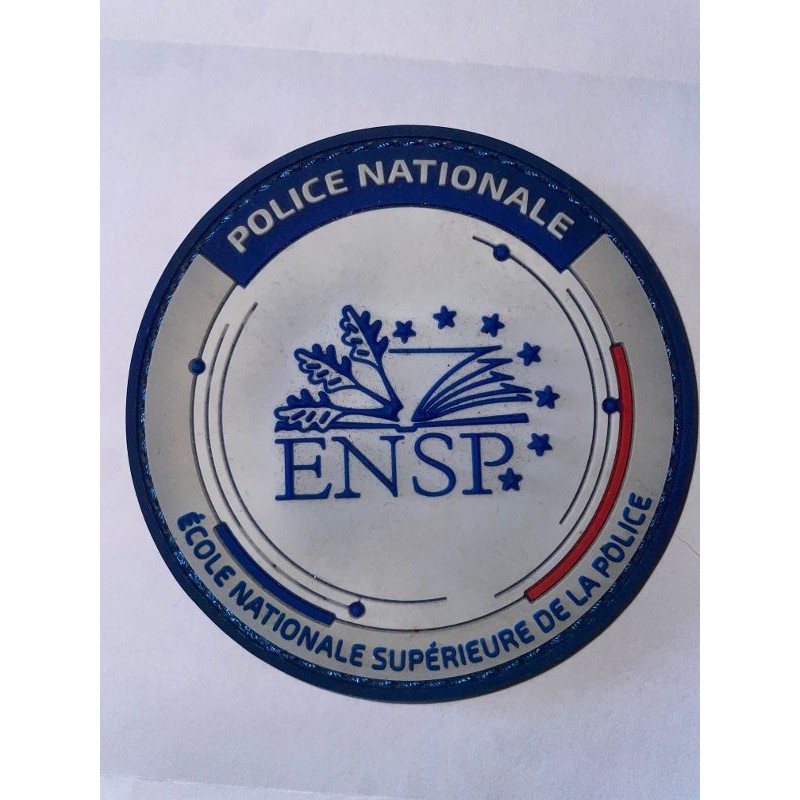 POLICE NATIONALE
ENSP
ÉCOLE NATIONALE SUPÉRIEURE DE LA POLICE